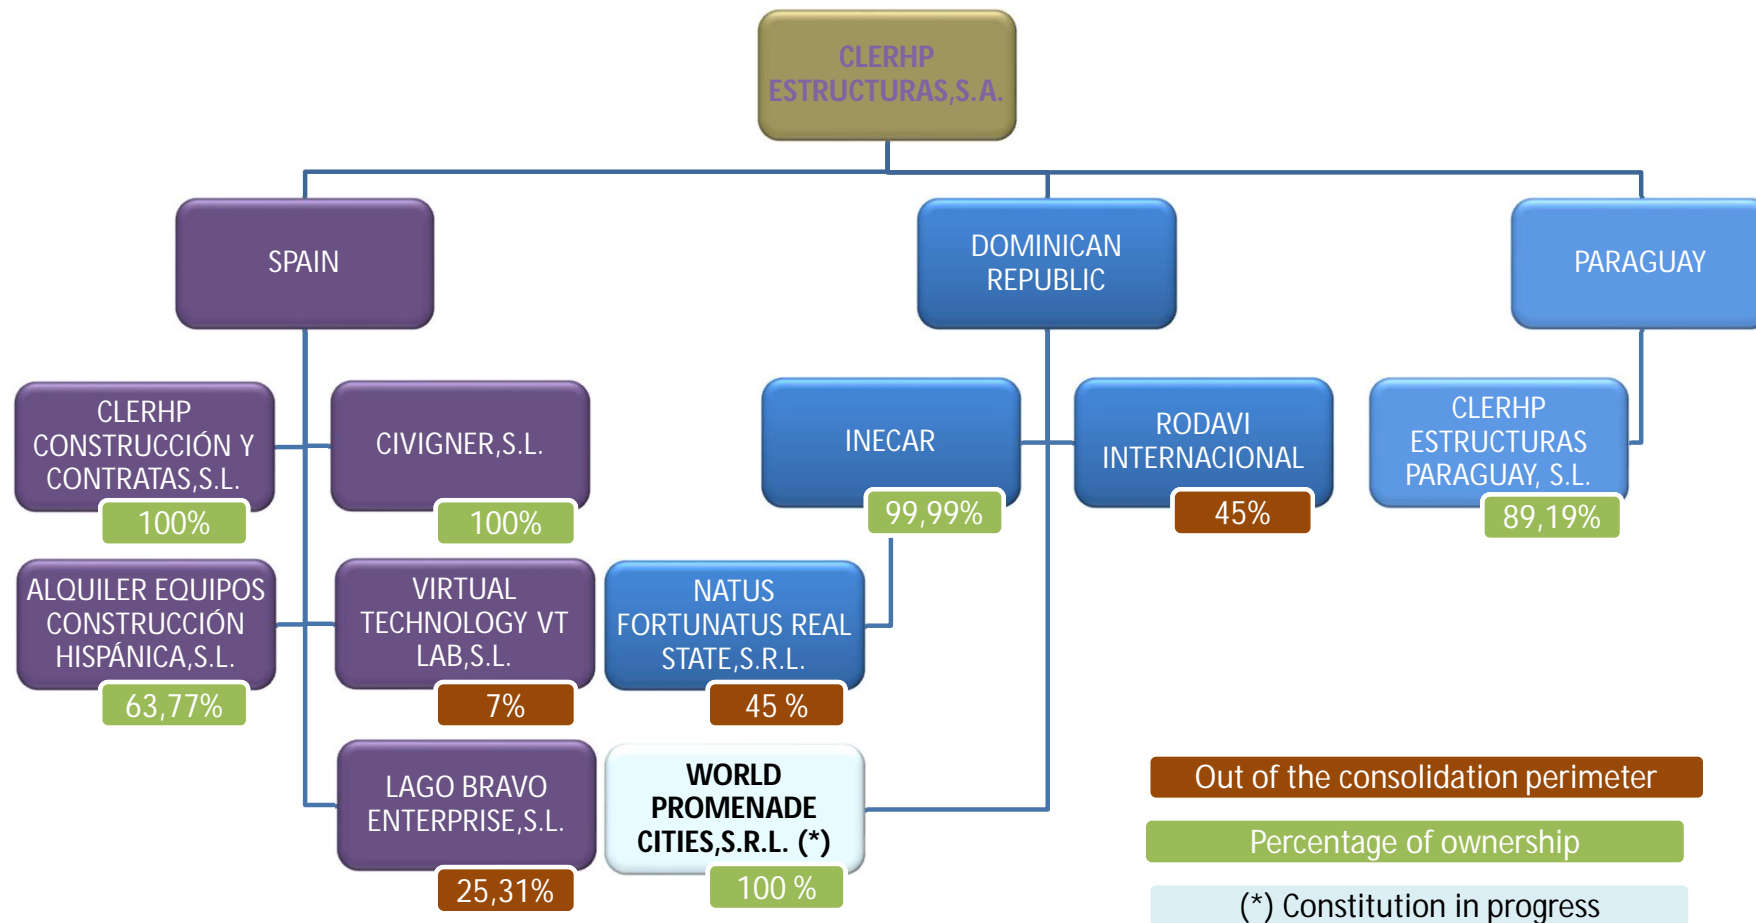 CLERHP
ESTRUCTURAS,S.A.
SPAIN
DOMINICAN
REPUBLIC
PARAGUAY
CLERHP
CONSTRUCCIÓN Y
CONTRATAS,S.L.
100%
CIVIGNER,S.L.
100%
INECAR
99,99%
RODAVI
INTERNACIONAL
45%
CLERHP
ESTRUCTURAS
PARAGUAY, S.L.
89,19%
ALQUILER EQUIPOS
CONSTRUCCIÓN
HISPÁNICA,S.L.
63,77%
VIRTUAL
TECHNOLOGY VT
LAB,S.L.
7%
NATUS
FORTUNATUS REAL
STATE,S.R.L.
45 %
LAGO BRAVO
ENTERPRISE,S.L.
25,31%
WORLD
PROMENADE
CITIES,S.R.L. (*)
100 %
Out of the consolidation perimeter
Percentage of ownership
(*) Constitution in progress